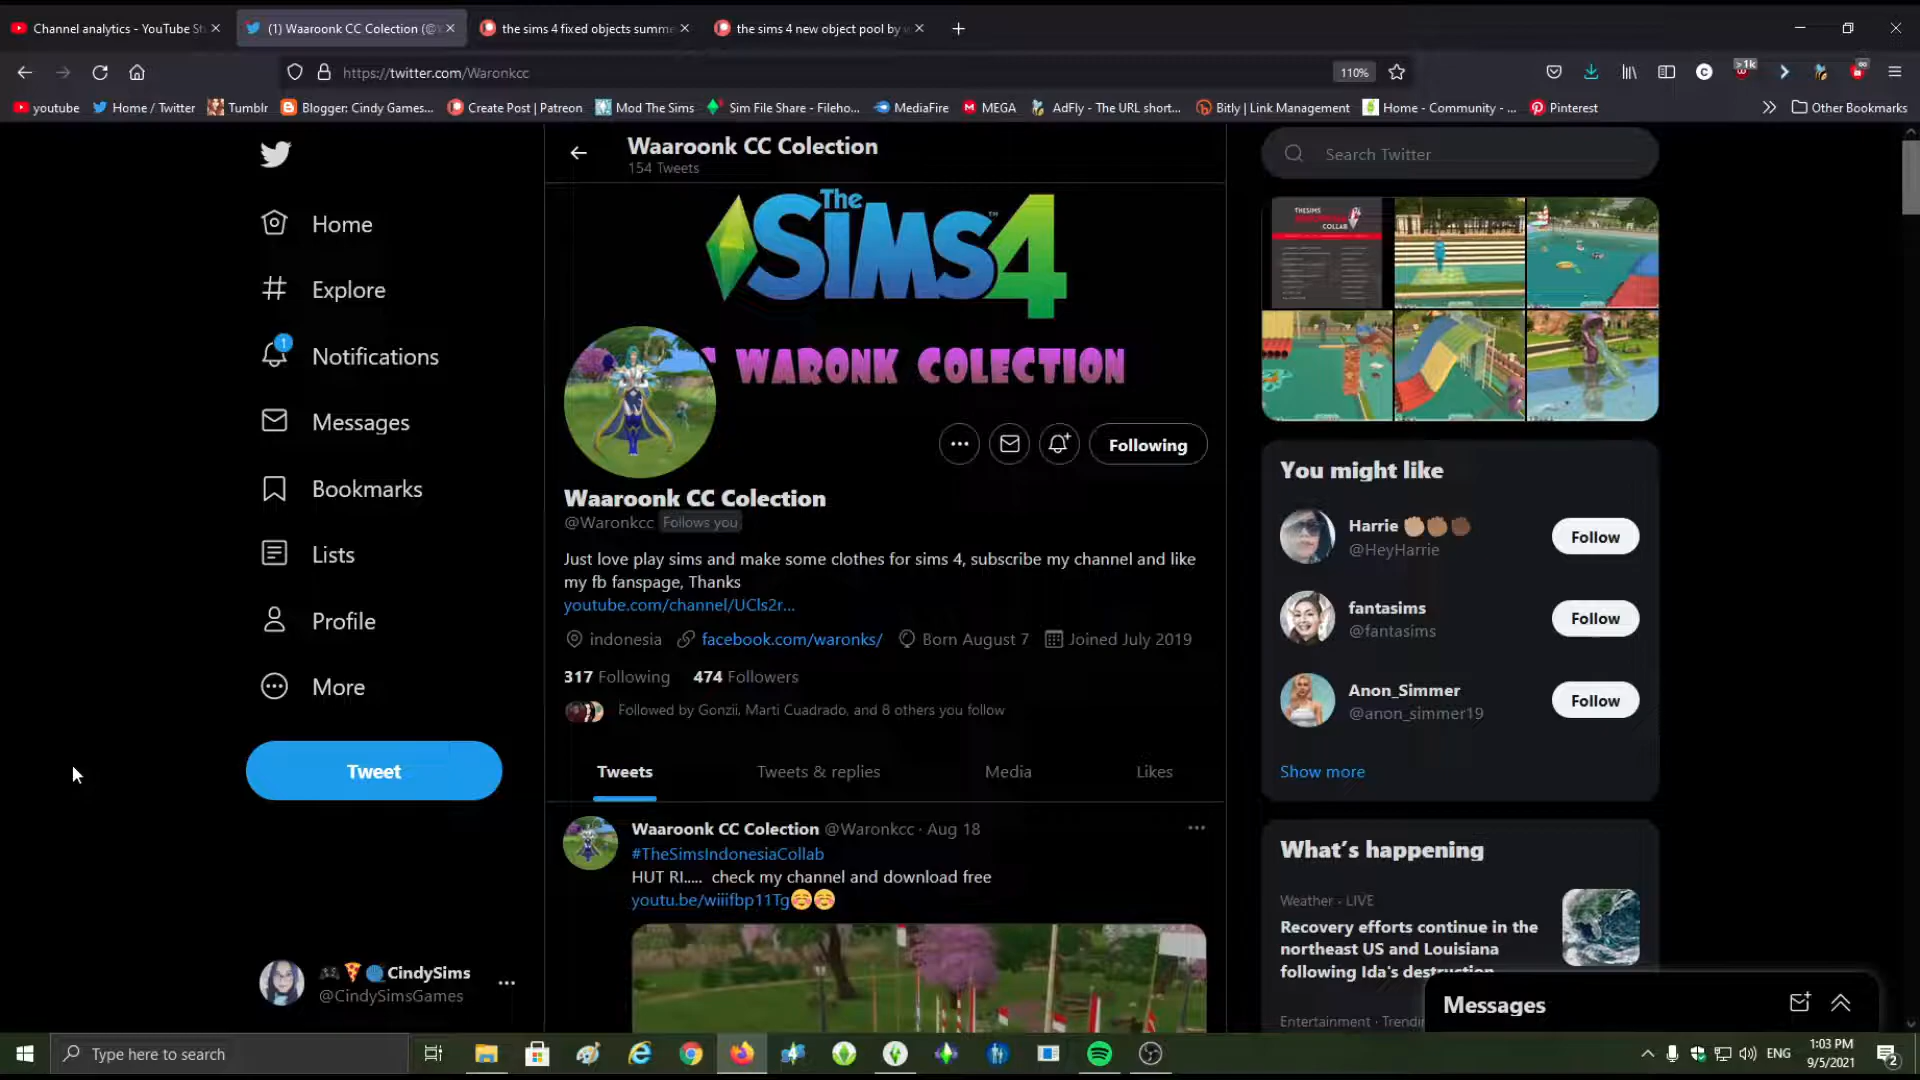 Channel analytics - YouTube St
(1) Waaroonk CC Colection (@
the sims 4 fixed objects summe
the sims 4 new object pool by
https://twitter.com/Waronkcc
110%
>1k
youtube
Home / Twitter
Tumblr
Blogger: Cindy Games...
Create Post | Patreon
Mod The Sims
Sim File Share - Fileho...
MediaFire
MEGA
AdFly - The URL short...
Bitly | Link Management
Home - Community - ...
Pinterest
Other Bookmarks
Home
Explore
1
Notifications
Messages
Bookmarks
Lists
Profile
More
Tweet
CindySims
@CindySimsGames
Waaroonk CC Colection
154 Tweets
The
SiMS 4
WARONK COLECTION
Following
Waaroonk CC Colection
@Waronkcc Follows you
Just love play sims and make some clothes for sims 4, subscribe my channel and like
my fb fanspage, Thanks
youtube.com/channel/UCls2r...
indonesia facebook.com/waronks/ Born August 7 Joined July 2019
317 Following 474 Followers
Followed by Gonzii, Marti Cuadrado, and 8 others you follow
Tweets
Tweets & replies
Media
Likes
Waaroonk CC Colection @Waronkcc · Aug 18
#TheSimsIndonesiaCollab
HUT RI..... check my channel and download free
youtu.be/wiiifbp11Tg
Search Twitter
THESIMS
COLLAB
You might like
Harrie
@HeyHarrie
Follow
fantasims
@fantasims
Follow
Anon_Simmer
@anon_simmer19
Follow
Show more
What's happening
Weather · LIVE
Recovery efforts continue in the
northeast US and Louisiana
following Ida's destruction
Entertainment · Trending
Messages
Type here to search
ENG
1:03 PM
9/5/2021
2